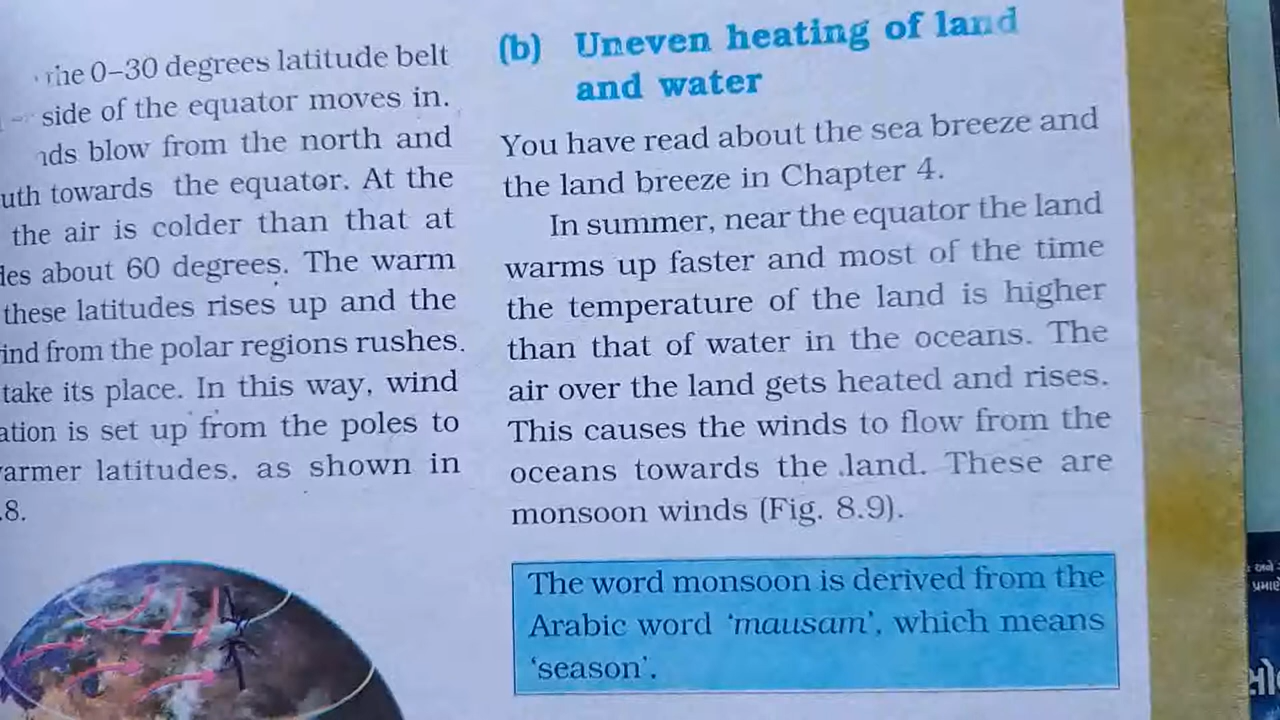 the 0–30 degrees latitude belt
side of the equator moves in.
blow from the north and
towards the equator. At the
the air is colder than that at
about 60 degrees. The warm
these latitudes rises up and the
from the polar regions rushes
take its place. In this way, wind
is set up from the poles to
latitudes, as shown in
.8.
(b) Uneven heating of land
and water
You have read about the sea breeze and
the land breeze in Chapter 4.
In summer, near the equator the land
warms up faster and most of the time
the temperature of the land is higher
than that of water in the oceans. The
air over the land gets heated and rises.
This causes the winds to flow from the
oceans towards the land. These are
monsoon winds (Fig. 8.9).
The word monsoon is derived from the
Arabic word ‘mausam’, which means
‘season’.